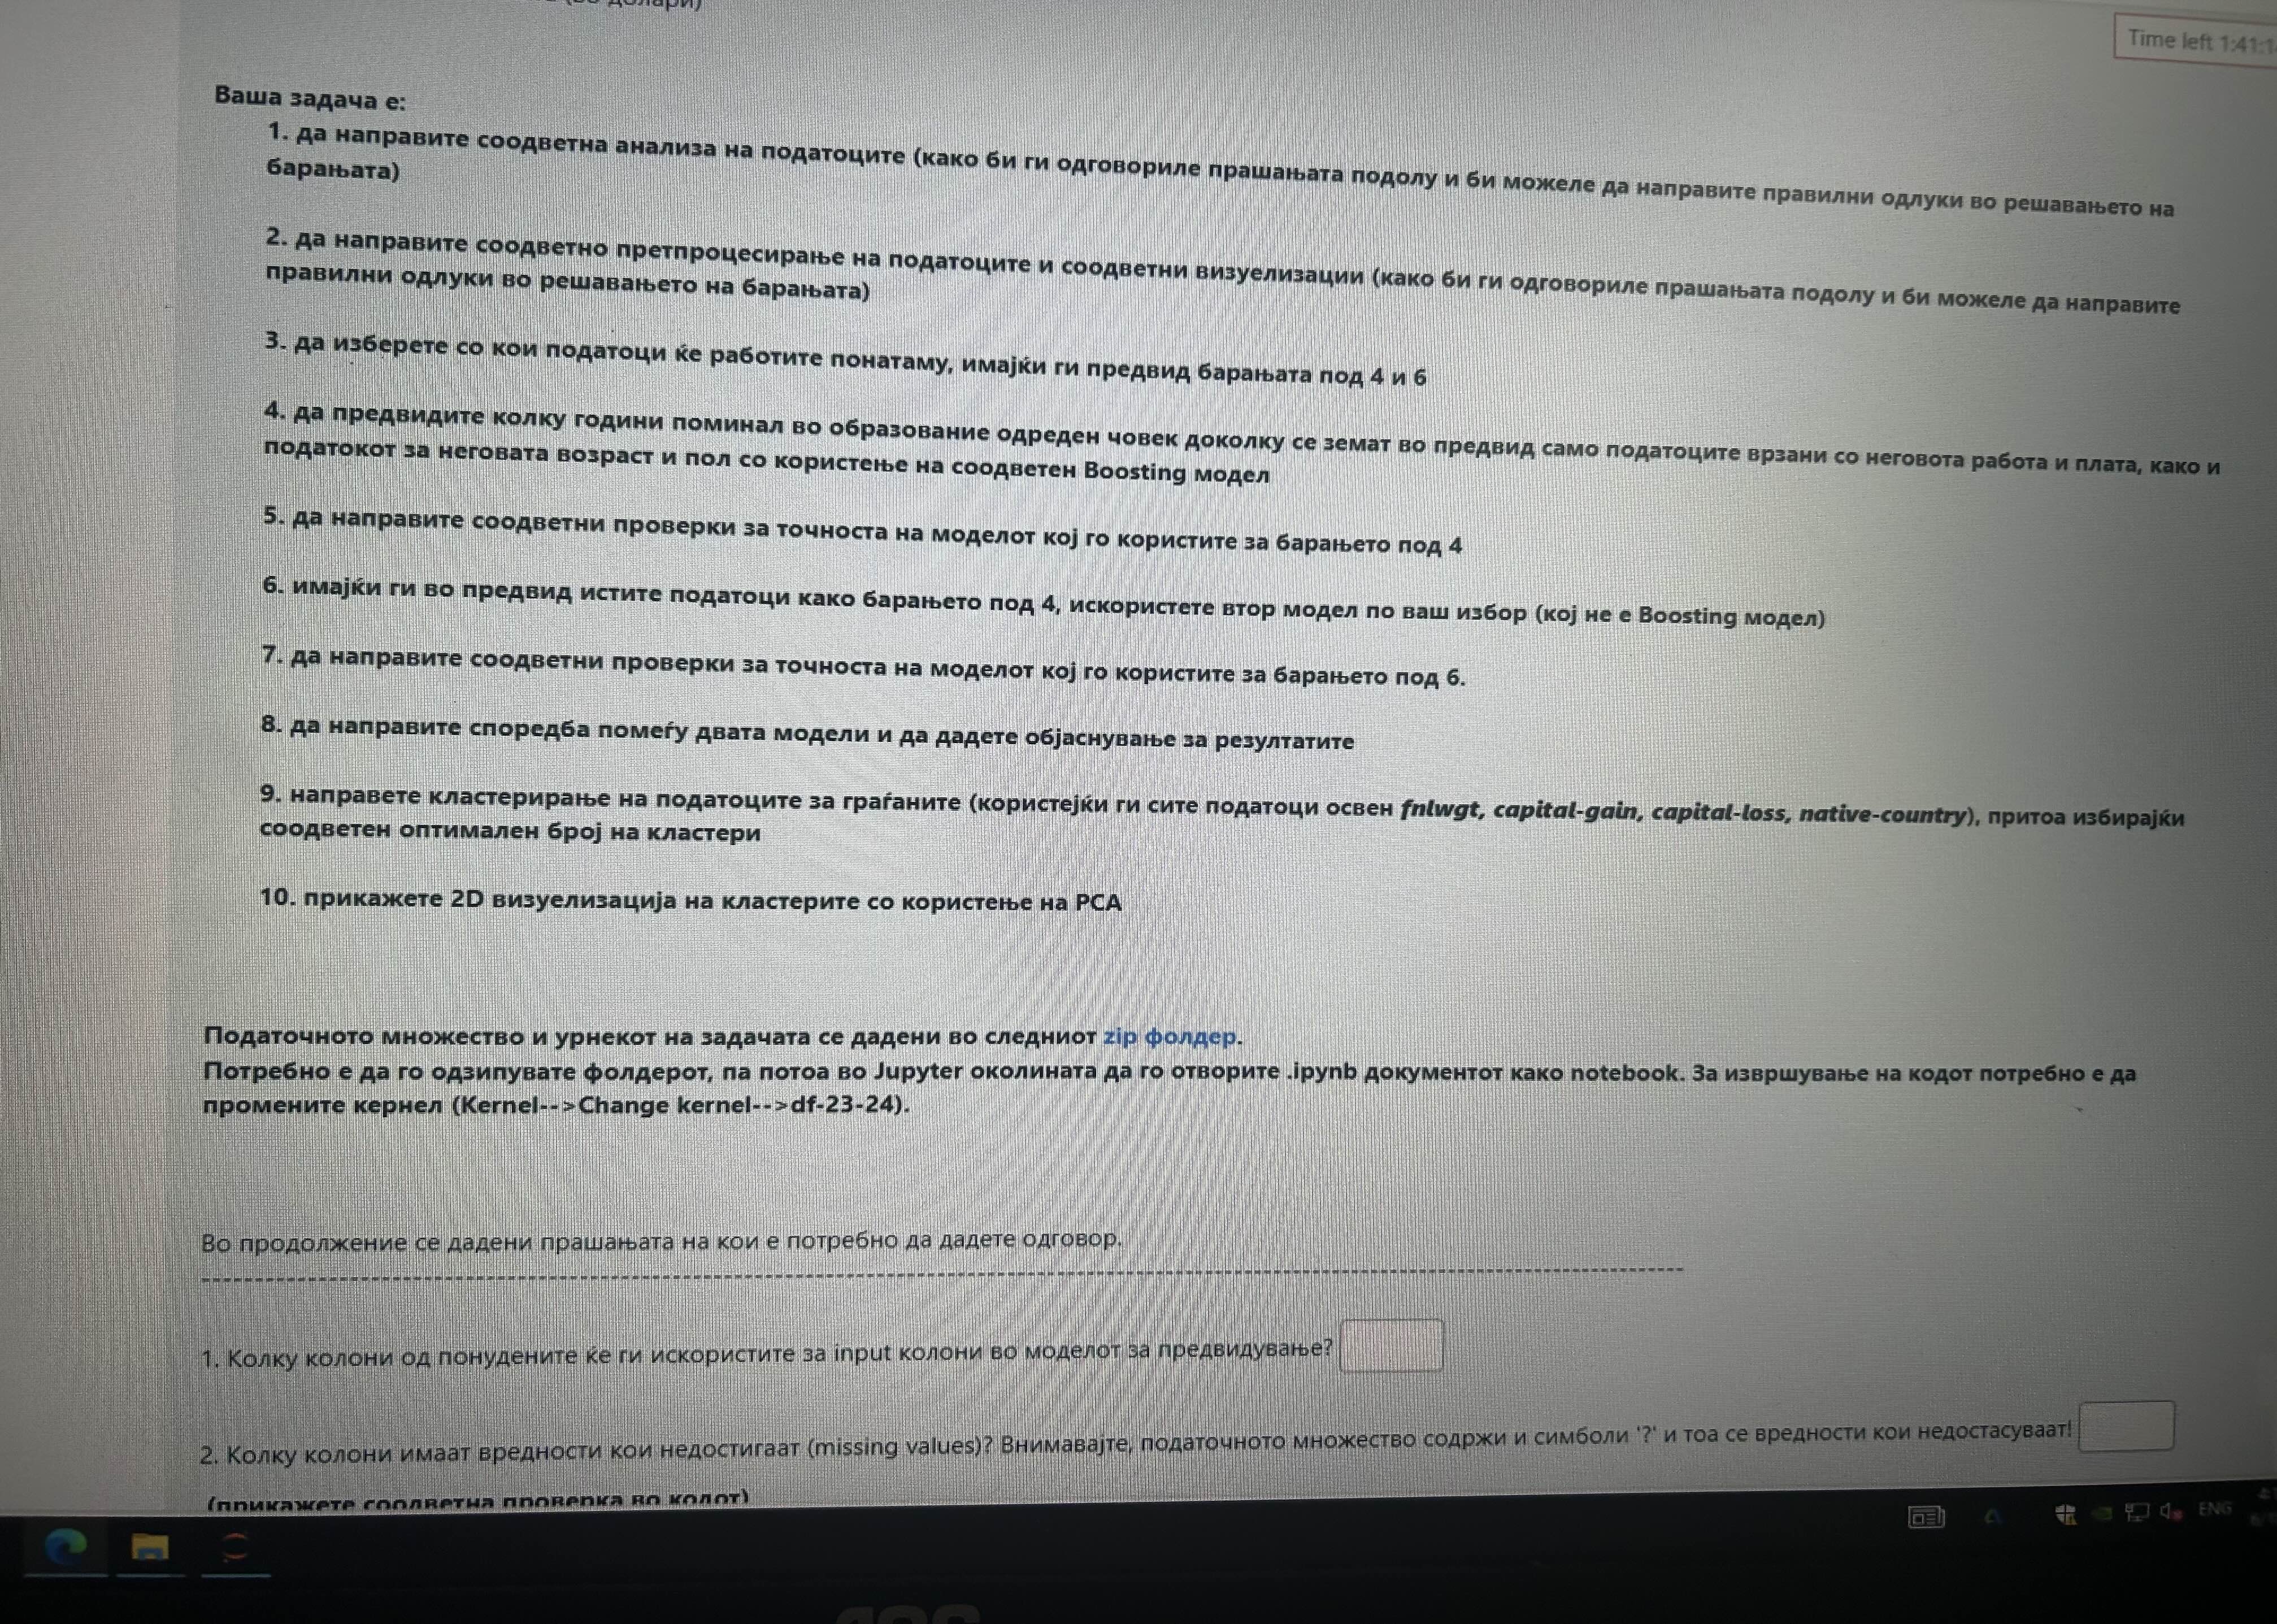 долари)
Time left 1:41:1
Ваша задача е:
1. да направите соодветна анализа на податоците (како би ги одговориле прашањата подолу и би можеле да направите правилни одлуки во решавањето на
барањата)
2. да направите соодветно претпроцесирање на податоците и соодветни визуелизации (како би ги одговориле прашањата подолу и би можеле да направите
правилни одлуки во решавањето на барањата)
3. да изберете со кои податоци ќе работите понатаму, имајќи ги предвид барањата под 4 и 6
4. да предвидите колку години поминал во образование одреден човек доколку се земат во предвид само податоците врзани со неговота работа и плата, како и
податокот за неговата возраст и пол со користење на соодветен Boosting модел
5. да направите соодветни проверки за точноста на моделот кој го користите за барањето под 4
6. имајќи ги во предвид истите податоци како барањето под 4, искористете втор модел по ваш избор (кој не е Boosting модел)
7. да направите соодветни проверки за точноста на моделот кој го користите за барањето под 6.
8. да направите споредба помеѓу двата модели и да дадете објаснување за резултатите
9. направете кластерирање на податоците за граѓаните (користејќи ги сите податоци освен fnlwgt, capital-gain, capital-loss, native-country), притоа избирајќи
соодветен оптимален број на кластери
10. прикажете 2D визуелизација на кластерите со користење на PCA
Податочното множество и урнекот на задачата се дадени во следниот zip фолдер.
Потребно е да го одзипувате фолдерот, па потоа во Jupyter околината да го отворите .ipynb документот како notebook. За извршување на кодот потребно е да
промените кернел (Kernel-->Change kernel-->df-23-24).
Во продолжение се дадени прашањата на кои е потребно да дадете одговор.
1. Колку колони од понудените ќе ги искористите за input колони во моделот за предвидување?
2. Колку колони имаат вредности кои недостигаат (missing values)? Внимавајте, податочното множество содржи и симболи '?' и тоа се вредности кои недостасуваат!
(прикажете соодветна проверка во кодот)
ENG